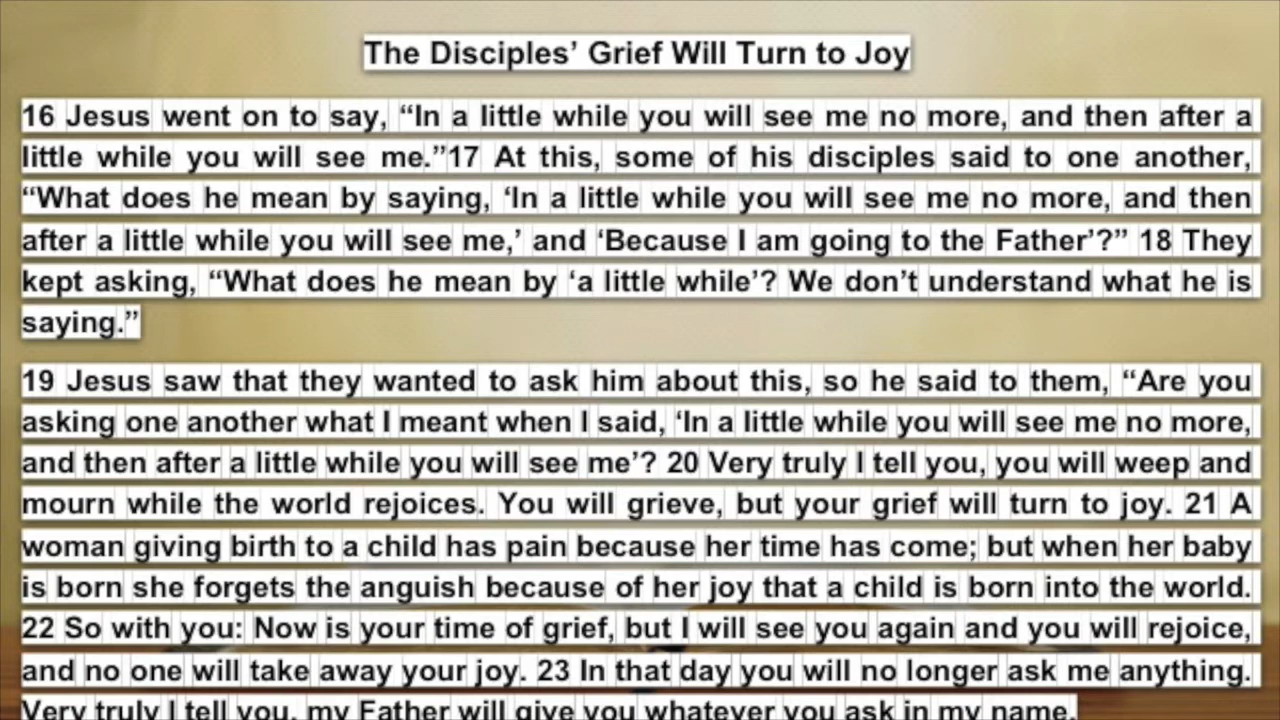 The Disciples’ Grief Will Turn to Joy
16 Jesus went on to say, “In a little while you will see me no more, and then after a
little while you will see me.”17 At this, some of his disciples said to one another,
“What does he mean by saying, ‘In a little while you will see me no more, and then
after a little while you will see me,’ and ‘Because I am going to the Father’?” 18 They
kept asking, “What does he mean by ‘a little while’? We don’t understand what he is
saying.”
19 Jesus saw that they wanted to ask him about this, so he said to them, “Are you
asking one another what I meant when I said, ‘In a little while you will see me no more,
and then after a little while you will see me’? 20 Very truly I tell you, you will weep and
mourn while the world rejoices. You will grieve, but your grief will turn to joy. 21 A
woman giving birth to a child has pain because her time has come; but when her baby
is born she forgets the anguish because of her joy that a child is born into the world.
22 So with you: Now is your time of grief, but I will see you again and you will rejoice,
and no one will take away your joy. 23 In that day you will no longer ask me anything.
Very truly I tell you, my Father will give you whatever you ask in my name.